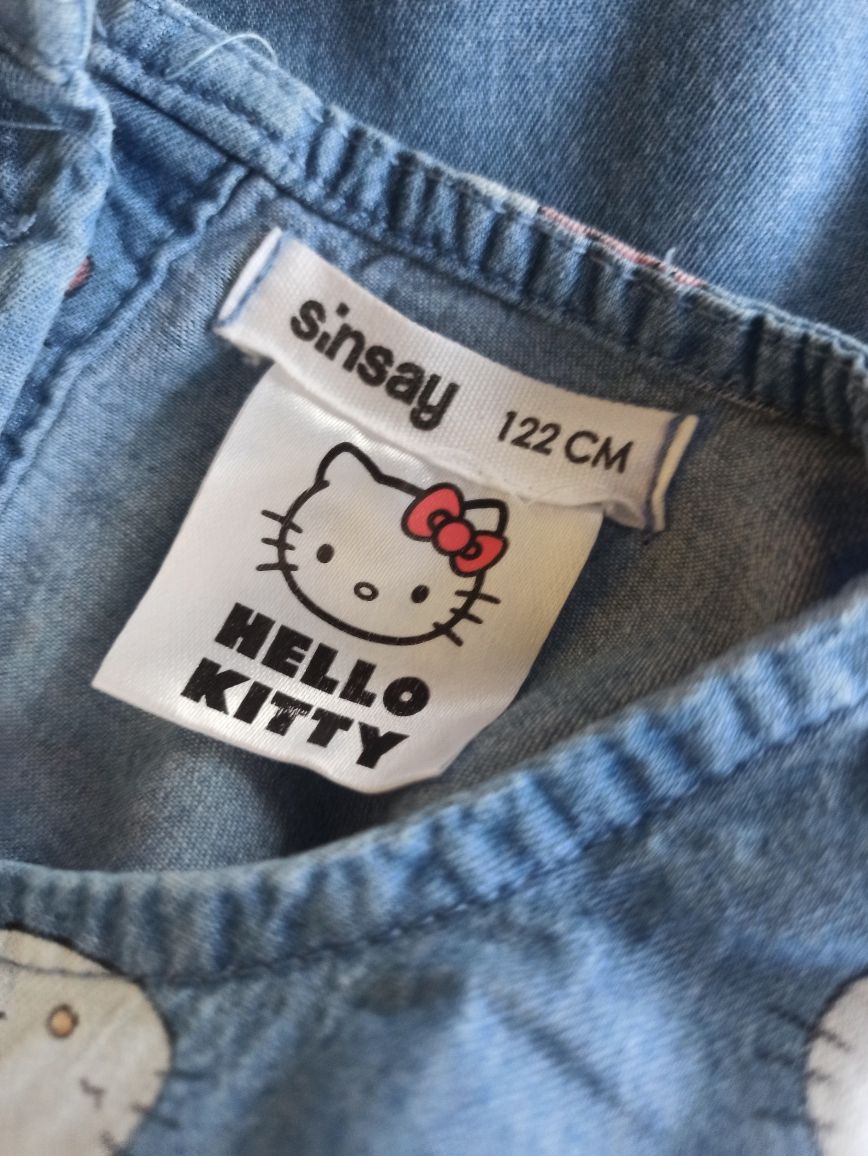 sinsay
122 CM
HELLO
KITTY